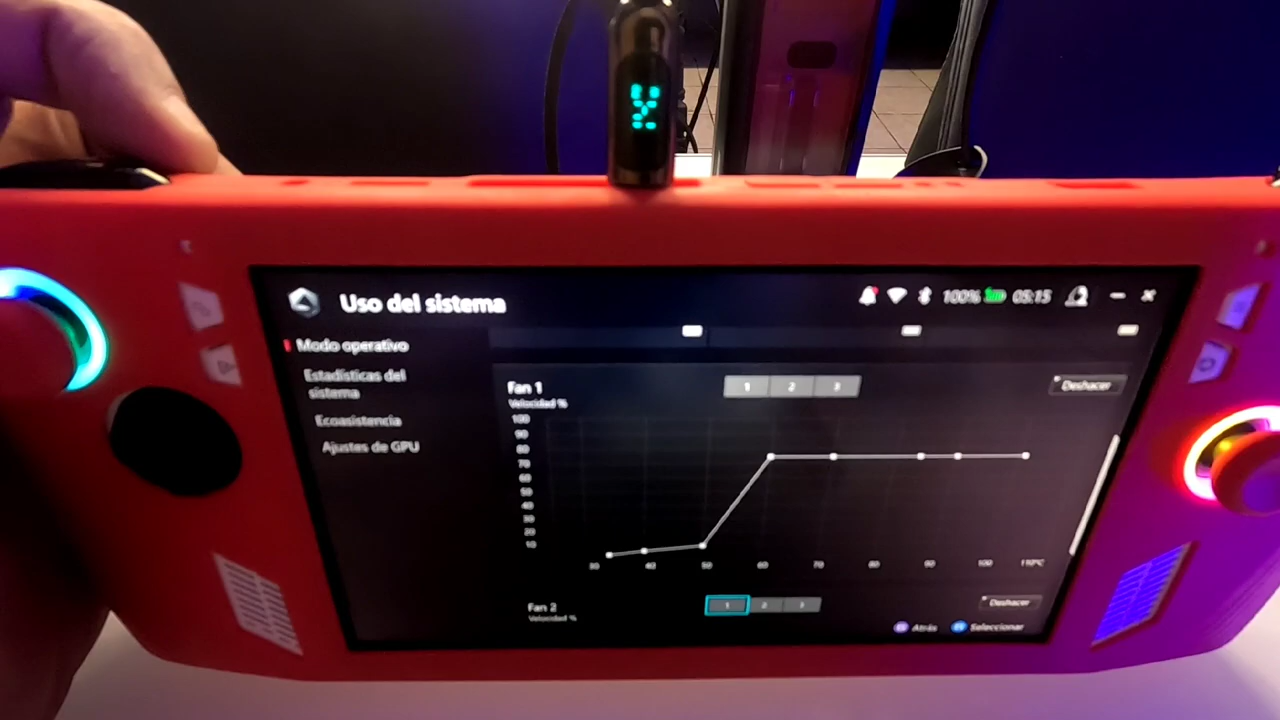 Uso del sistema
100% 05:15
Modo operativo
Estadísticas del
sistema
Ecoasistencia
Ajustes de GPU
Fan 1
Velocidad %
1 2 3
Deshacer
100
90
80
70
60
50
40
30
20
10
30 40 50 60 70 80 90 100 110°C
Fan 2
Velocidad %
1 2 3
Deshacer
Atrás
Seleccionar